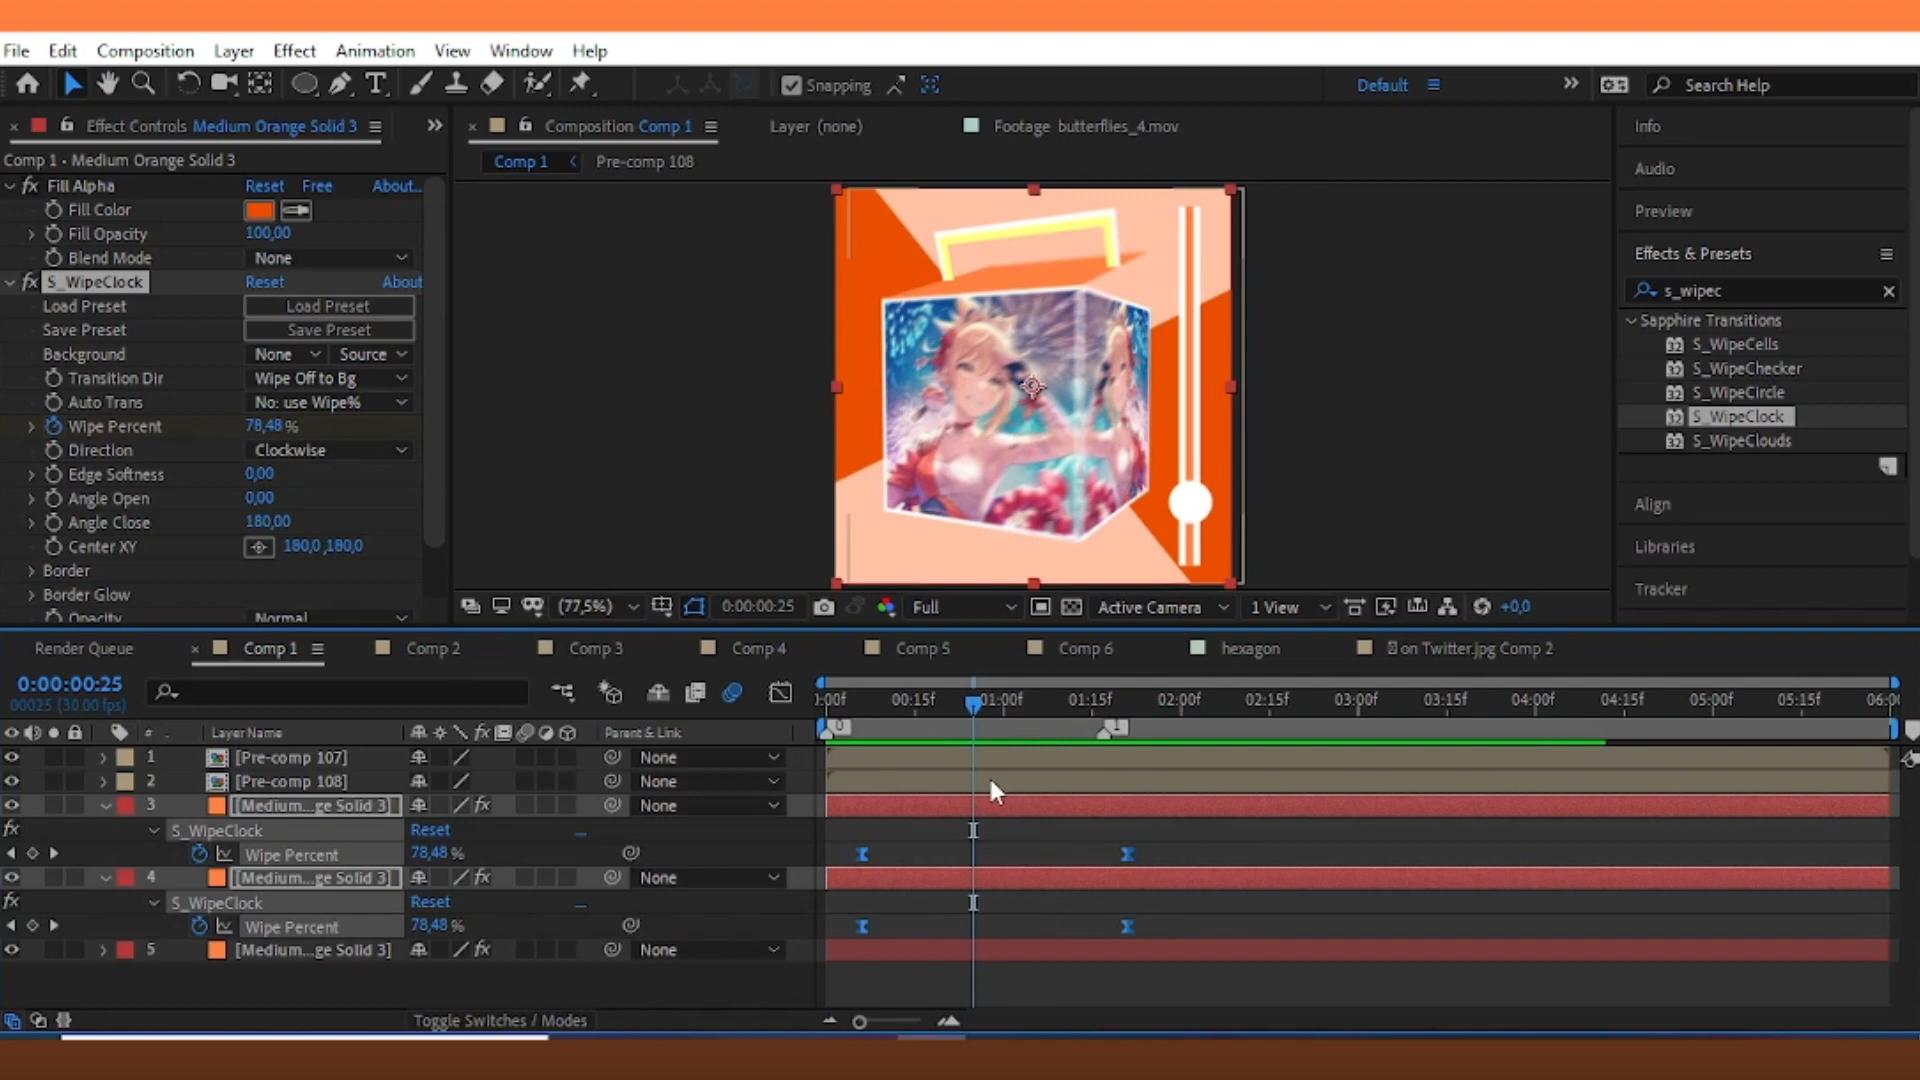 File Edit Composition Layer Effect Animation View Window Help
Snapping Default Search Help
Effect Controls Medium Orange Solid 3
Composition Comp 1
Layer (none)
Footage butterflies_4.mov
Info
Comp 1 • Medium Orange Solid 3
Comp 1
Pre-comp 108
Audio
Fill Alpha Reset Free About...
Fill Color
Fill Opacity 100,00
Blend Mode None
S_WipeClock Reset About
Load Preset Load Preset
Save Preset Save Preset
Background None Source
Transition Dir Wipe Off to Bg
Auto Trans No: use Wipe%
Wipe Percent 78,48 %
Direction Clockwise
Edge Softness 0,00
Angle Open 0,00
Angle Close 180,00
Center XY 180,0 ,180,0
Border
Border Glow
Opacity Normal
Preview
Effects & Presets
s_wipec
Sapphire Transitions
S_WipeCells
S_WipeChecker
S_WipeCircle
S_WipeClock
S_WipeClouds
Align
Libraries
Tracker
(77,5%) 0:00:00:25 Full Active Camera 1 View +0,0
Render Queue Comp 1 Comp 2 Comp 3 Comp 4 Comp 5 Comp 6 hexagon on Twitter.jpg Comp 2
0:00:00:25
00025 (30.00 fps)
:00f 00:15f 01:00f 01:15f 02:00f 02:15f 03:00f 03:15f 04:00f 04:15f 05:00f 05:15f 06:0
0 1
# Layer Name fx Parent & Link
1 [Pre-comp 107] None
2 [Pre-comp 108] None
3 [Medium...ge Solid 3] fx None
fx S_WipeClock Reset ...
Wipe Percent 78,48 %
4 [Medium...ge Solid 3] fx None
fx S_WipeClock Reset ...
Wipe Percent 78,48 %
5 [Medium...ge Solid 3] fx None
Toggle Switches / Modes